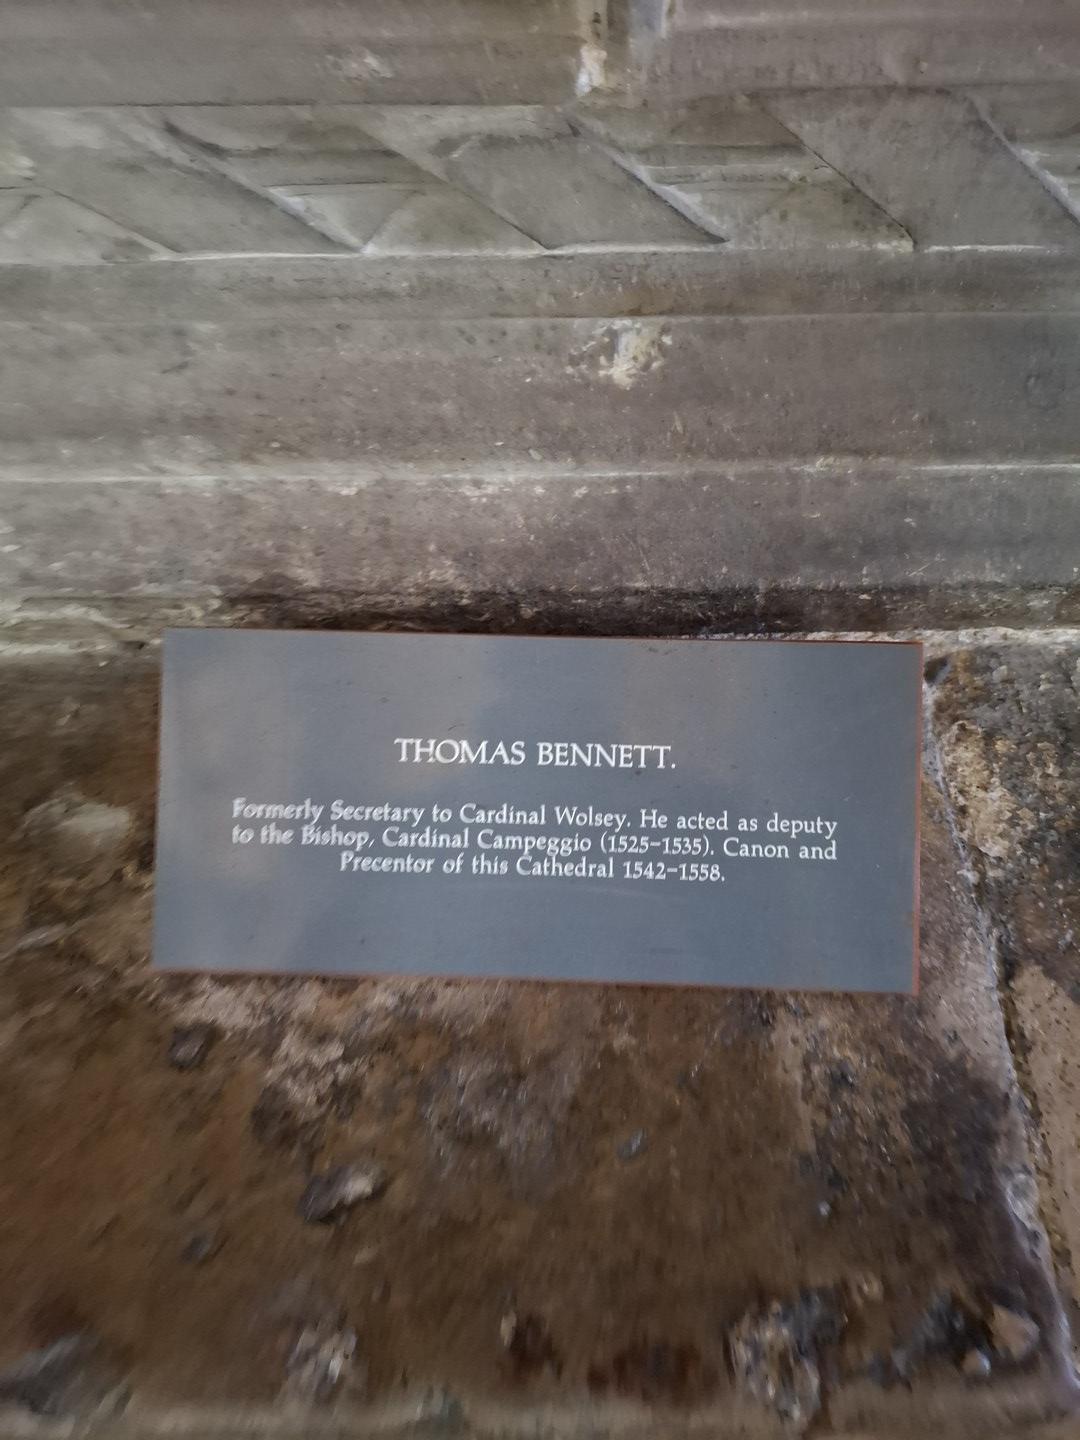 THOMAS BENNETT.
Formerly Secretary to Cardinal Wolsey. He acted as deputy
to the Bishop, Cardinal Campeggio (1525-1535). Canon and
Precentor of this Cathedral 1542-1558.